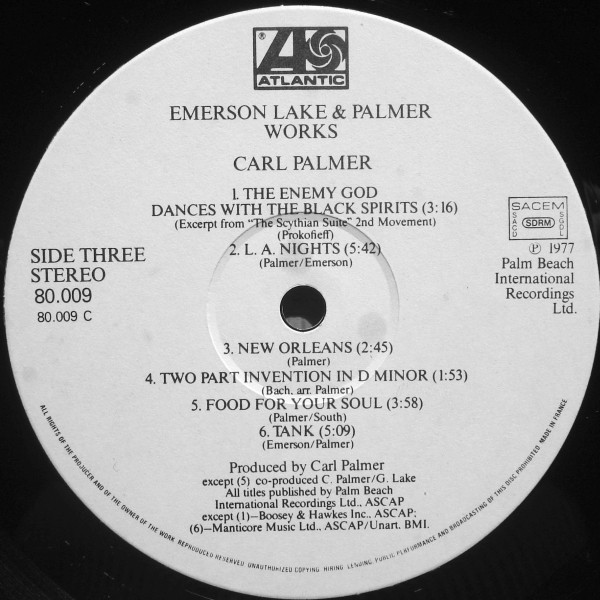 ®
ATLANTIC
EMERSON LAKE & PALMER
WORKS
CARL PALMER
1. THE ENEMY GOD
DANCES WITH THE BLACK SPIRITS (3:16)
(Excerpt from "The Scythian Suite" 2nd Movement)
(Prokofieff)
2. L. A. NIGHTS (5:42)
(Palmer/Emerson)
SIDE THREE
STEREO
80.009
80.009 C
SACEM
SACD
SDRM
SGDL
℗ 1977
Palm Beach
International
Recordings
Ltd.
3. NEW ORLEANS (2:45)
(Palmer)
4. TWO PART INVENTION IN D MINOR (1:53)
(Bach, arr. Palmer)
5. FOOD FOR YOUR SOUL (3:58)
(Palmer/South)
6. TANK (5:09)
(Emerson/Palmer)
Produced by Carl Palmer
except (5) co-produced C. Palmer/G. Lake
All titles published by Palm Beach
International Recordings Ltd., ASCAP
except (1)—Boosey & Hawkes Inc., ASCAP;
(6)—Manticore Music Ltd., ASCAP/Unart, BMI.
ALL RIGHTS OF THE PRODUCER AND OF THE OWNER OF THE WORK REPRODUCED RESERVED UNAUTHORIZED COPYING HIRING LENDING PUBLIC PERFORMANCE AND BROADCASTING OF THIS DISC PROHIBITED MADE IN FRANCE